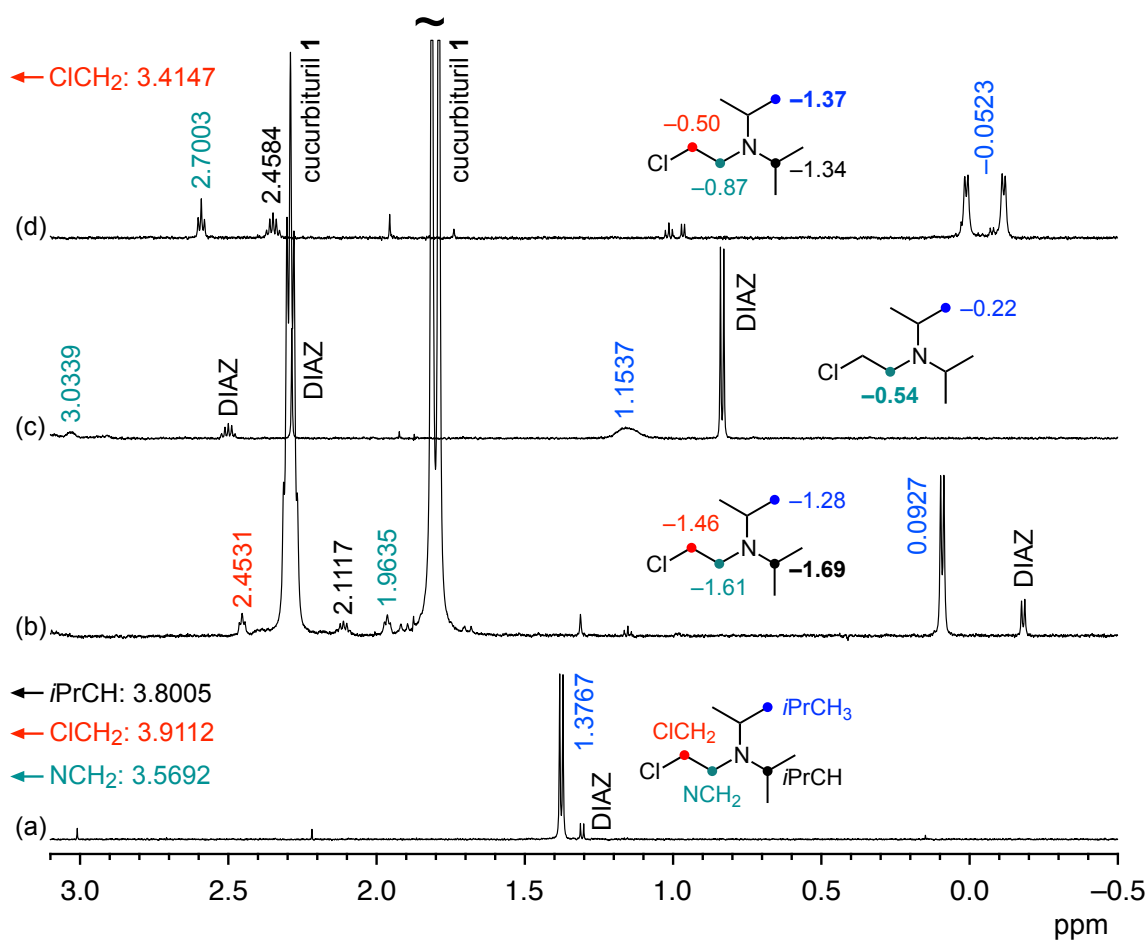 ~
← ClCH2: 3.4147
2.7003
2.4584
cucurbituril 1
cucurbituril 1
–1.37
–0.50
Cl
N
–1.34
–0.87
–0.0523
(d)
3.0339
DIAZ
DIAZ
1.1537
DIAZ
–0.22
Cl
N
–0.54
(c)
2.4531
2.1117
1.9635
–1.28
–1.46
Cl
N
–1.69
–1.61
0.0927
DIAZ
(b)
← iPrCH: 3.8005
← ClCH2: 3.9112
← NCH2: 3.5692
1.3767
DIAZ
iPrCH3
ClCH2
Cl
N
iPrCH
NCH2
(a)
3.0 2.5 2.0 1.5 1.0 0.5 0.0 –0.5
ppm